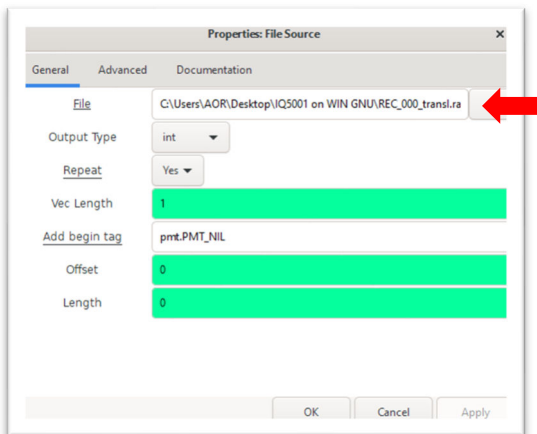 Properties: File Source ×
General Advanced Documentation
File C:\Users\AOR\Desktop\IQ5001 on WIN GNU\REC_000_transl.ra
Output Type int
Repeat Yes
Vec Length 1
Add begin tag pmt.PMT_NIL
Offset 0
Length 0
OK Cancel Apply